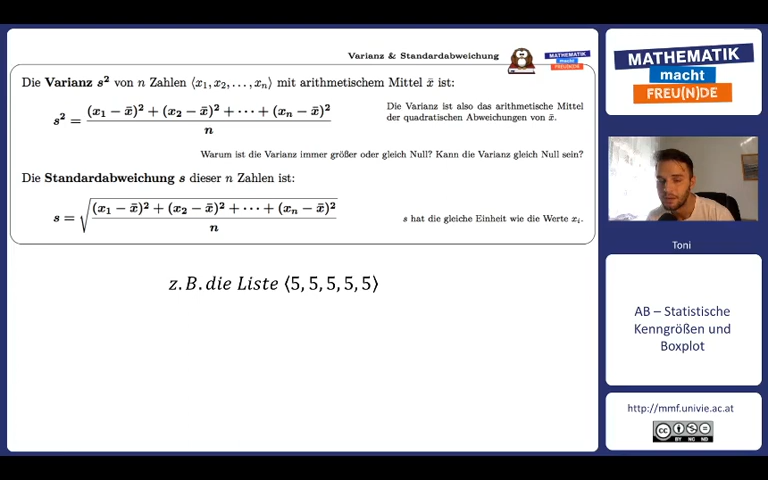 Varianz & Standardabweichung
MATHEMATIK
macht
FREU(N)DE
Die Varianz s² von n Zahlen ⟨x₁, x₂, …, xₙ⟩ mit arithmetischem Mittel x̄ ist:
s² = ((x₁ − x̄)² + (x₂ − x̄)² + ⋯ + (xₙ − x̄)²) / n
Die Varianz ist also das arithmetische Mittel
der quadratischen Abweichungen von x̄.
Warum ist die Varianz immer größer oder gleich Null? Kann die Varianz gleich Null sein?
Die Standardabweichung s dieser n Zahlen ist:
s = √(((x₁ − x̄)² + (x₂ − x̄)² + ⋯ + (xₙ − x̄)²) / n)
s hat die gleiche Einheit wie die Werte xᵢ.
z. B. die Liste ⟨5, 5, 5, 5, 5⟩
MATHEMATIK
macht
FREU(N)DE
Toni
AB – Statistische
Kenngrößen und
Boxplot
http://mmf.univie.ac.at
cc
BY NC ND